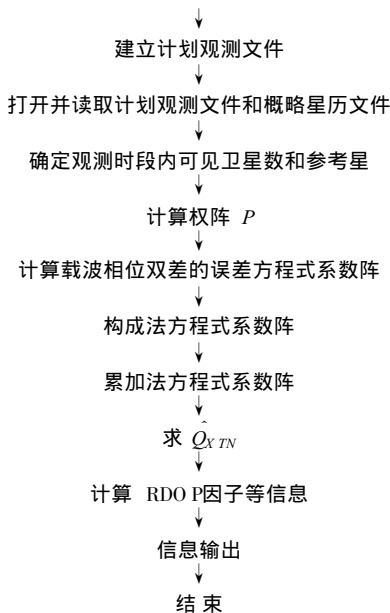 建立计划观测文件
打开并读取计划观测文件和概略星历文件
确定观测时段内可见卫星数和参考星
计算权阵 P
计算载波相位双差的误差方程式系数阵
构成法方程式系数阵
累加法方程式系数阵
求 Q̂X TN
计算 RDO P因子等信息
信息输出
结 束